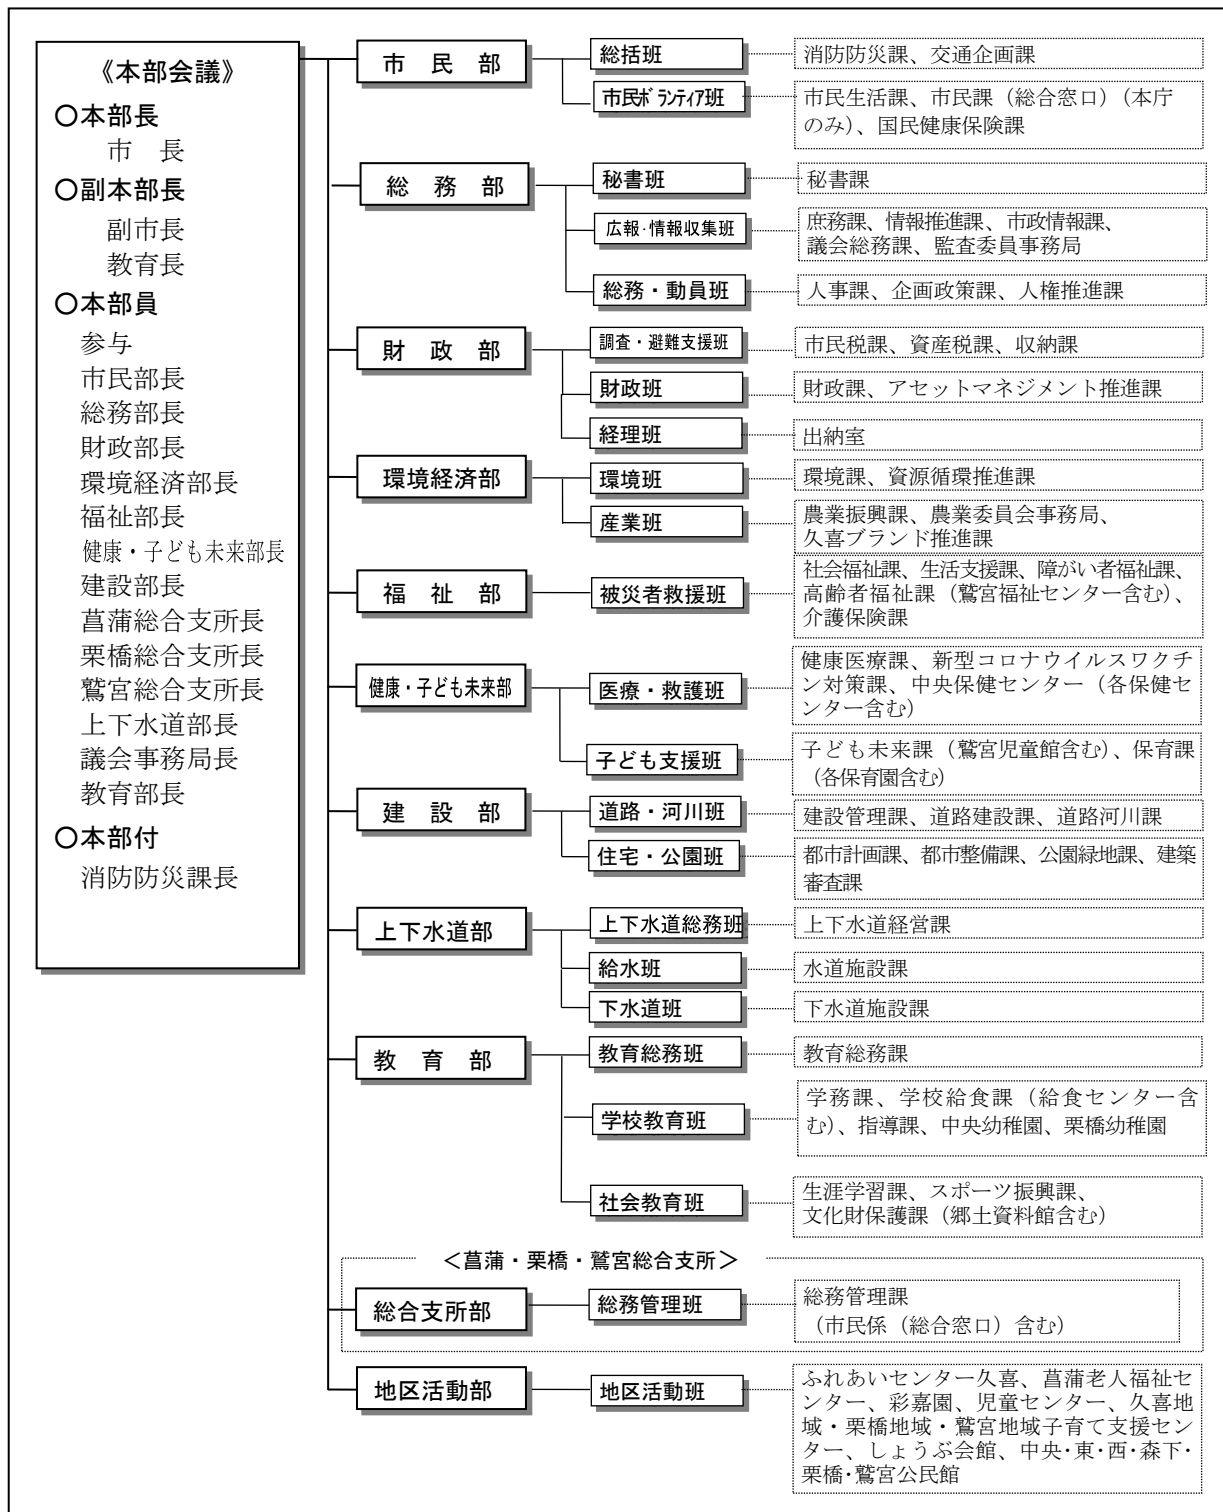 《本部会議》
○本部長
市　長
○副本部長
副市長
教育長
○本部員
参与
市民部長
総務部長
財政部長
環境経済部長
福祉部長
健康・子ども未来部長
建設部長
菖蒲総合支所長
栗橋総合支所長
鷲宮総合支所長
上下水道部長
議会事務局長
教育部長
○本部付
消防防災課長
市　民　部
総括班
消防防災課、交通企画課
市民ボランティア班
市民生活課、市民課（総合窓口）（本庁
のみ）、国民健康保険課
総　務　部
秘書班
秘書課
広報・情報収集班
庶務課、情報推進課、市政情報課、
議会総務課、監査委員事務局
総務・動員班
人事課、企画政策課、人権推進課
財　政　部
調査・避難支援班
市民税課、資産税課、収納課
財政班
財政課、アセットマネジメント推進課
経理班
出納室
環境経済部
環境班
環境課、資源循環推進課
産業班
農業振興課、農業委員会事務局、
久喜ブランド推進課
福　祉　部
被災者救援班
社会福祉課、生活支援課、障がい者福祉課、
高齢者福祉課（鷲宮福祉センター含む）、
介護保険課
健康・子ども未来部
医療・救護班
健康医療課、新型コロナウイルスワクチ
ン対策課、中央保健センター（各保健セ
ンター含む）
子ども支援班
子ども未来課（鷲宮児童館含む）、保育課
（各保育園含む）
建　設　部
道路・河川班
建設管理課、道路建設課、道路河川課
住宅・公園班
都市計画課、都市整備課、公園緑地課、建築
審査課
上下水道部
上下水道総務班
上下水道経営課
給水班
水道施設課
下水道班
下水道施設課
教　育　部
教育総務班
教育総務課
学校教育班
学務課、学校給食課（給食センター含
む）、指導課、中央幼稚園、栗橋幼稚園
社会教育班
生涯学習課、スポーツ振興課、
文化財保護課（郷土資料館含む）
＜菖蒲・栗橋・鷲宮総合支所＞
総合支所部
総務管理班
総務管理課
（市民係（総合窓口）含む）
地区活動部
地区活動班
ふれあいセンター久喜、菖蒲老人福祉セ
ンター、彩嘉園、児童センター、久喜地
域・栗橋地域・鷲宮地域子育て支援セン
ター、しょうぶ会館、中央・東・西・森下・
栗橋・鷲宮公民館